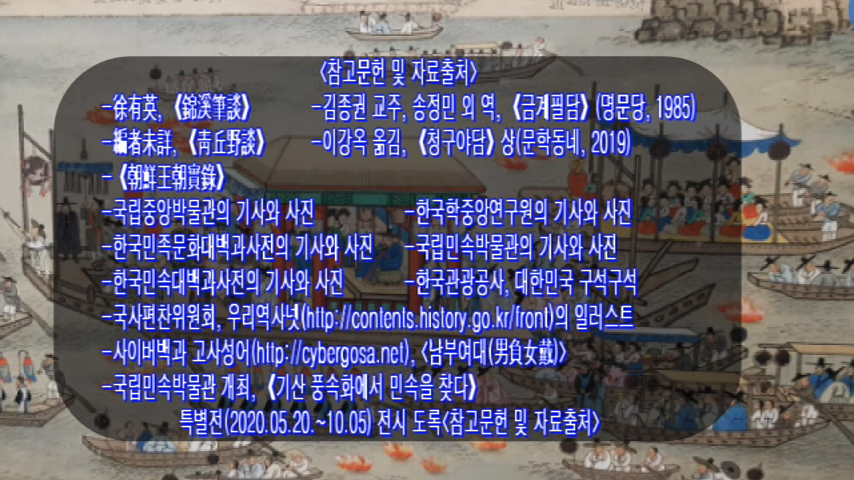 <참고문헌 및 자료출처>
-徐有英, 《錦溪筆談》 -김종권 교주, 송정민 외 역, 《금계필담》(명문당, 1985)
-編者未詳, 《靑丘野談》 -이강옥 옮김, 《청구야담》상(문학동네, 2019)
-《朝鮮王朝實錄》
-국립중앙박물관의 기사와 사진 -한국학중앙연구원의 기사와 사진
-한국민족문화대백과사전의 기사와 사진 -국립민속박물관의 기사와 사진
-한국민속대백과사전의 기사와 사진 -한국관광공사, 대한민국 구석구석
-국사편찬위원회, 우리역사넷(http://contents.history.go.kr/front)의 일러스트
-사이버백과 고사성어(http://cybergosa.net), <남부여대(男負女戴)>
-국립민속박물관 개최, 《기산 풍속화에서 민속을 찾다》
특별전(2020.05.20.~10.05) 전시 도록<참고문헌 및 자료출처>